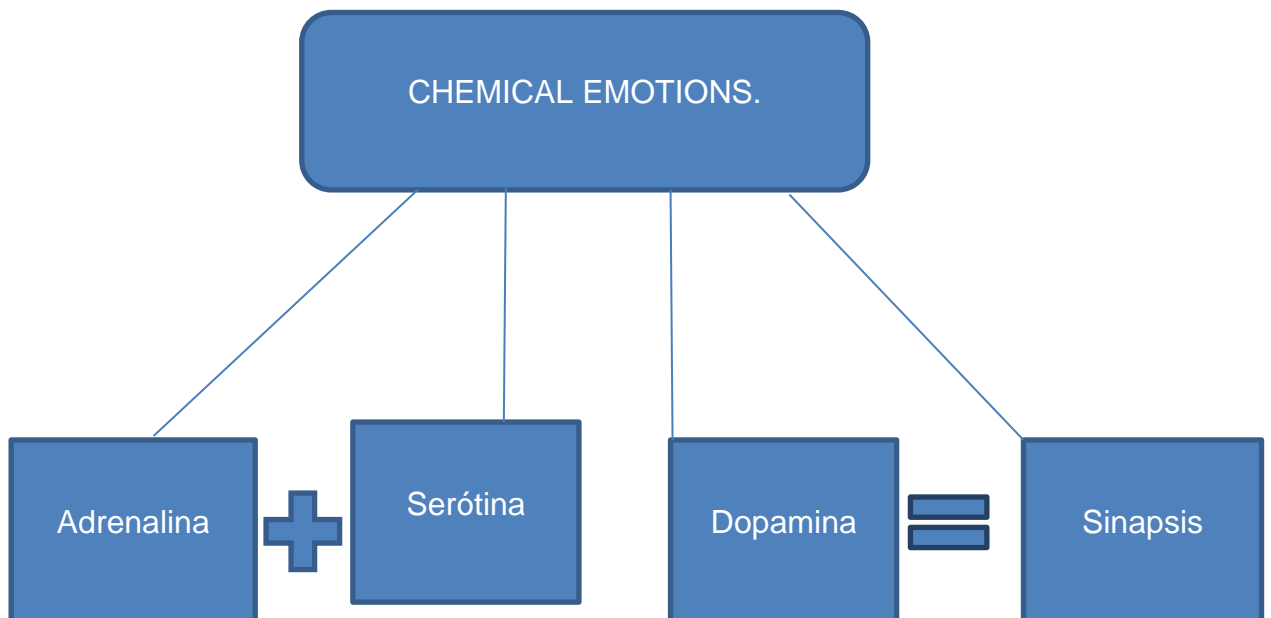 CHEMICAL EMOTIONS.
Adrenalina
Serótina
Dopamina
Sinapsis